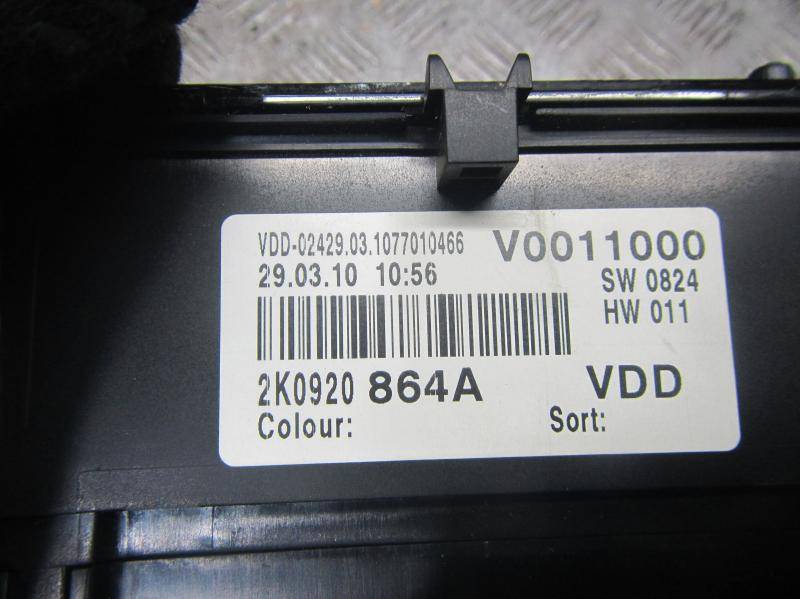 VDD-02429.03.1077010466 V0011000
29.03.10 10:56 SW 0824
HW 011
2K0920 864A VDD
Colour: Sort: